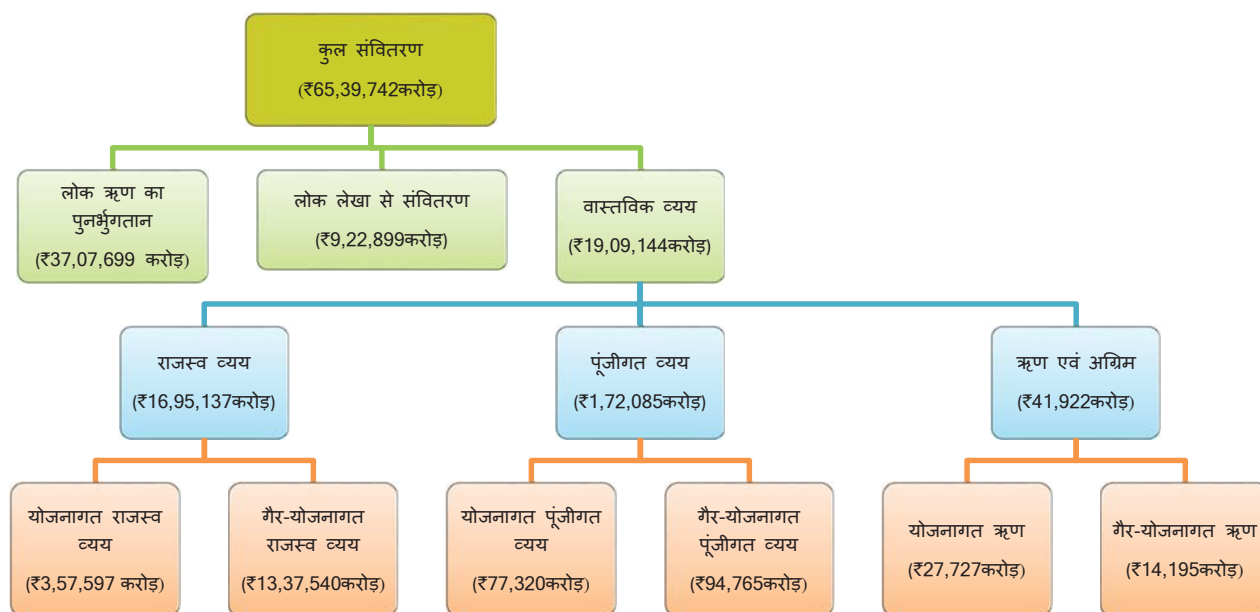 कुल संवितरण
(₹65,39,742करोड़)
लोक ऋण का
पुनर्भुगतान
(₹37,07,699 करोड़)
लोक लेखा से संवितरण
(₹9,22,899करोड़)
वास्तविक व्यय
(₹19,09,144करोड़)
राजस्व व्यय
(₹16,95,137करोड़)
पूंजीगत व्यय
(₹1,72,085करोड़)
ऋण एवं अग्रिम
(₹41,922करोड़)
योजनागत राजस्व
व्यय
(₹3,57,597 करोड़)
गैर-योजनागत
राजस्व व्यय
(₹13,37,540करोड़)
योजनागत पूंजीगत
व्यय
(₹77,320करोड़)
गैर-योजनागत
पूंजीगत व्यय
(₹94,765करोड़)
योजनागत ऋण
(₹27,727करोड़)
गैर-योजनागत ऋण
(₹14,195करोड़)